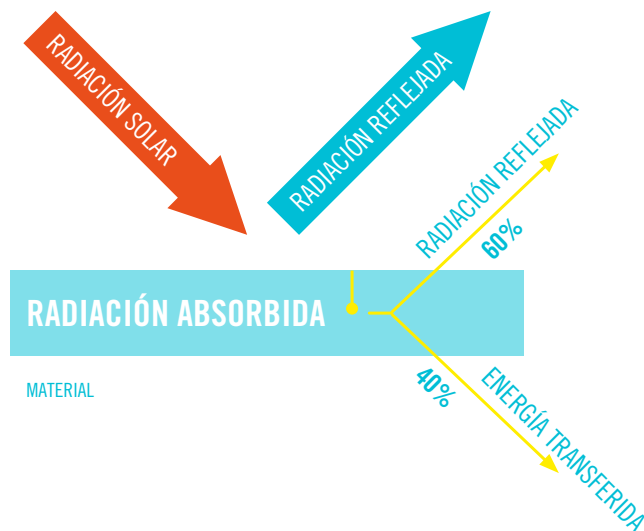 RADIACIÓN SOLAR
RADIACIÓN REFLEJADA
RADIACIÓN REFLEJADA
60%
RADIACIÓN ABSORBIDA
MATERIAL
40%
ENERGÍA TRANSFERIDA